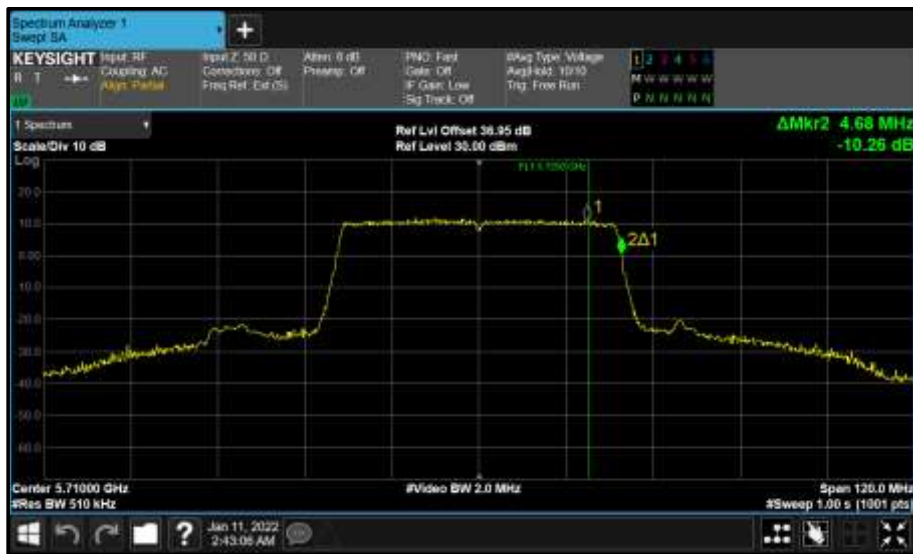 Spectrum Analyzer 1
Swept SA
+
KEYSIGHT
R T
Input: RF
Coupling: AC
Align: Partial
Input Z: 50 Ω
Corrections: Off
Freq Ref: Ext (S)
Atten: 6 dB
Preamp: Off
PNO: Fast
Gate: Off
IF Gain: Low
Sig Track: Off
#Avg Type: Voltage
Avg|Hold: 10/10
Trig: Free Run
1 2 3 4 5 6
M W W W W W
P N N N N N
1 Spectrum
Scale/Div 10 dB
Ref Lvl Offset 36.95 dB
Ref Level 30.00 dBm
ΔMkr2 4.68 MHz
-10.26 dB
Log
20.0
10.0
0.00
-10.0
-20.0
-30.0
-40.0
-50.0
-60.0
1
2Δ1
Center 5.71000 GHz
#Res BW 510 kHz
#Video BW 2.0 MHz
Span 120.0 MHz
#Sweep 1.00 s (1001 pts)
?
Jan 11, 2022
2:43:06 AM